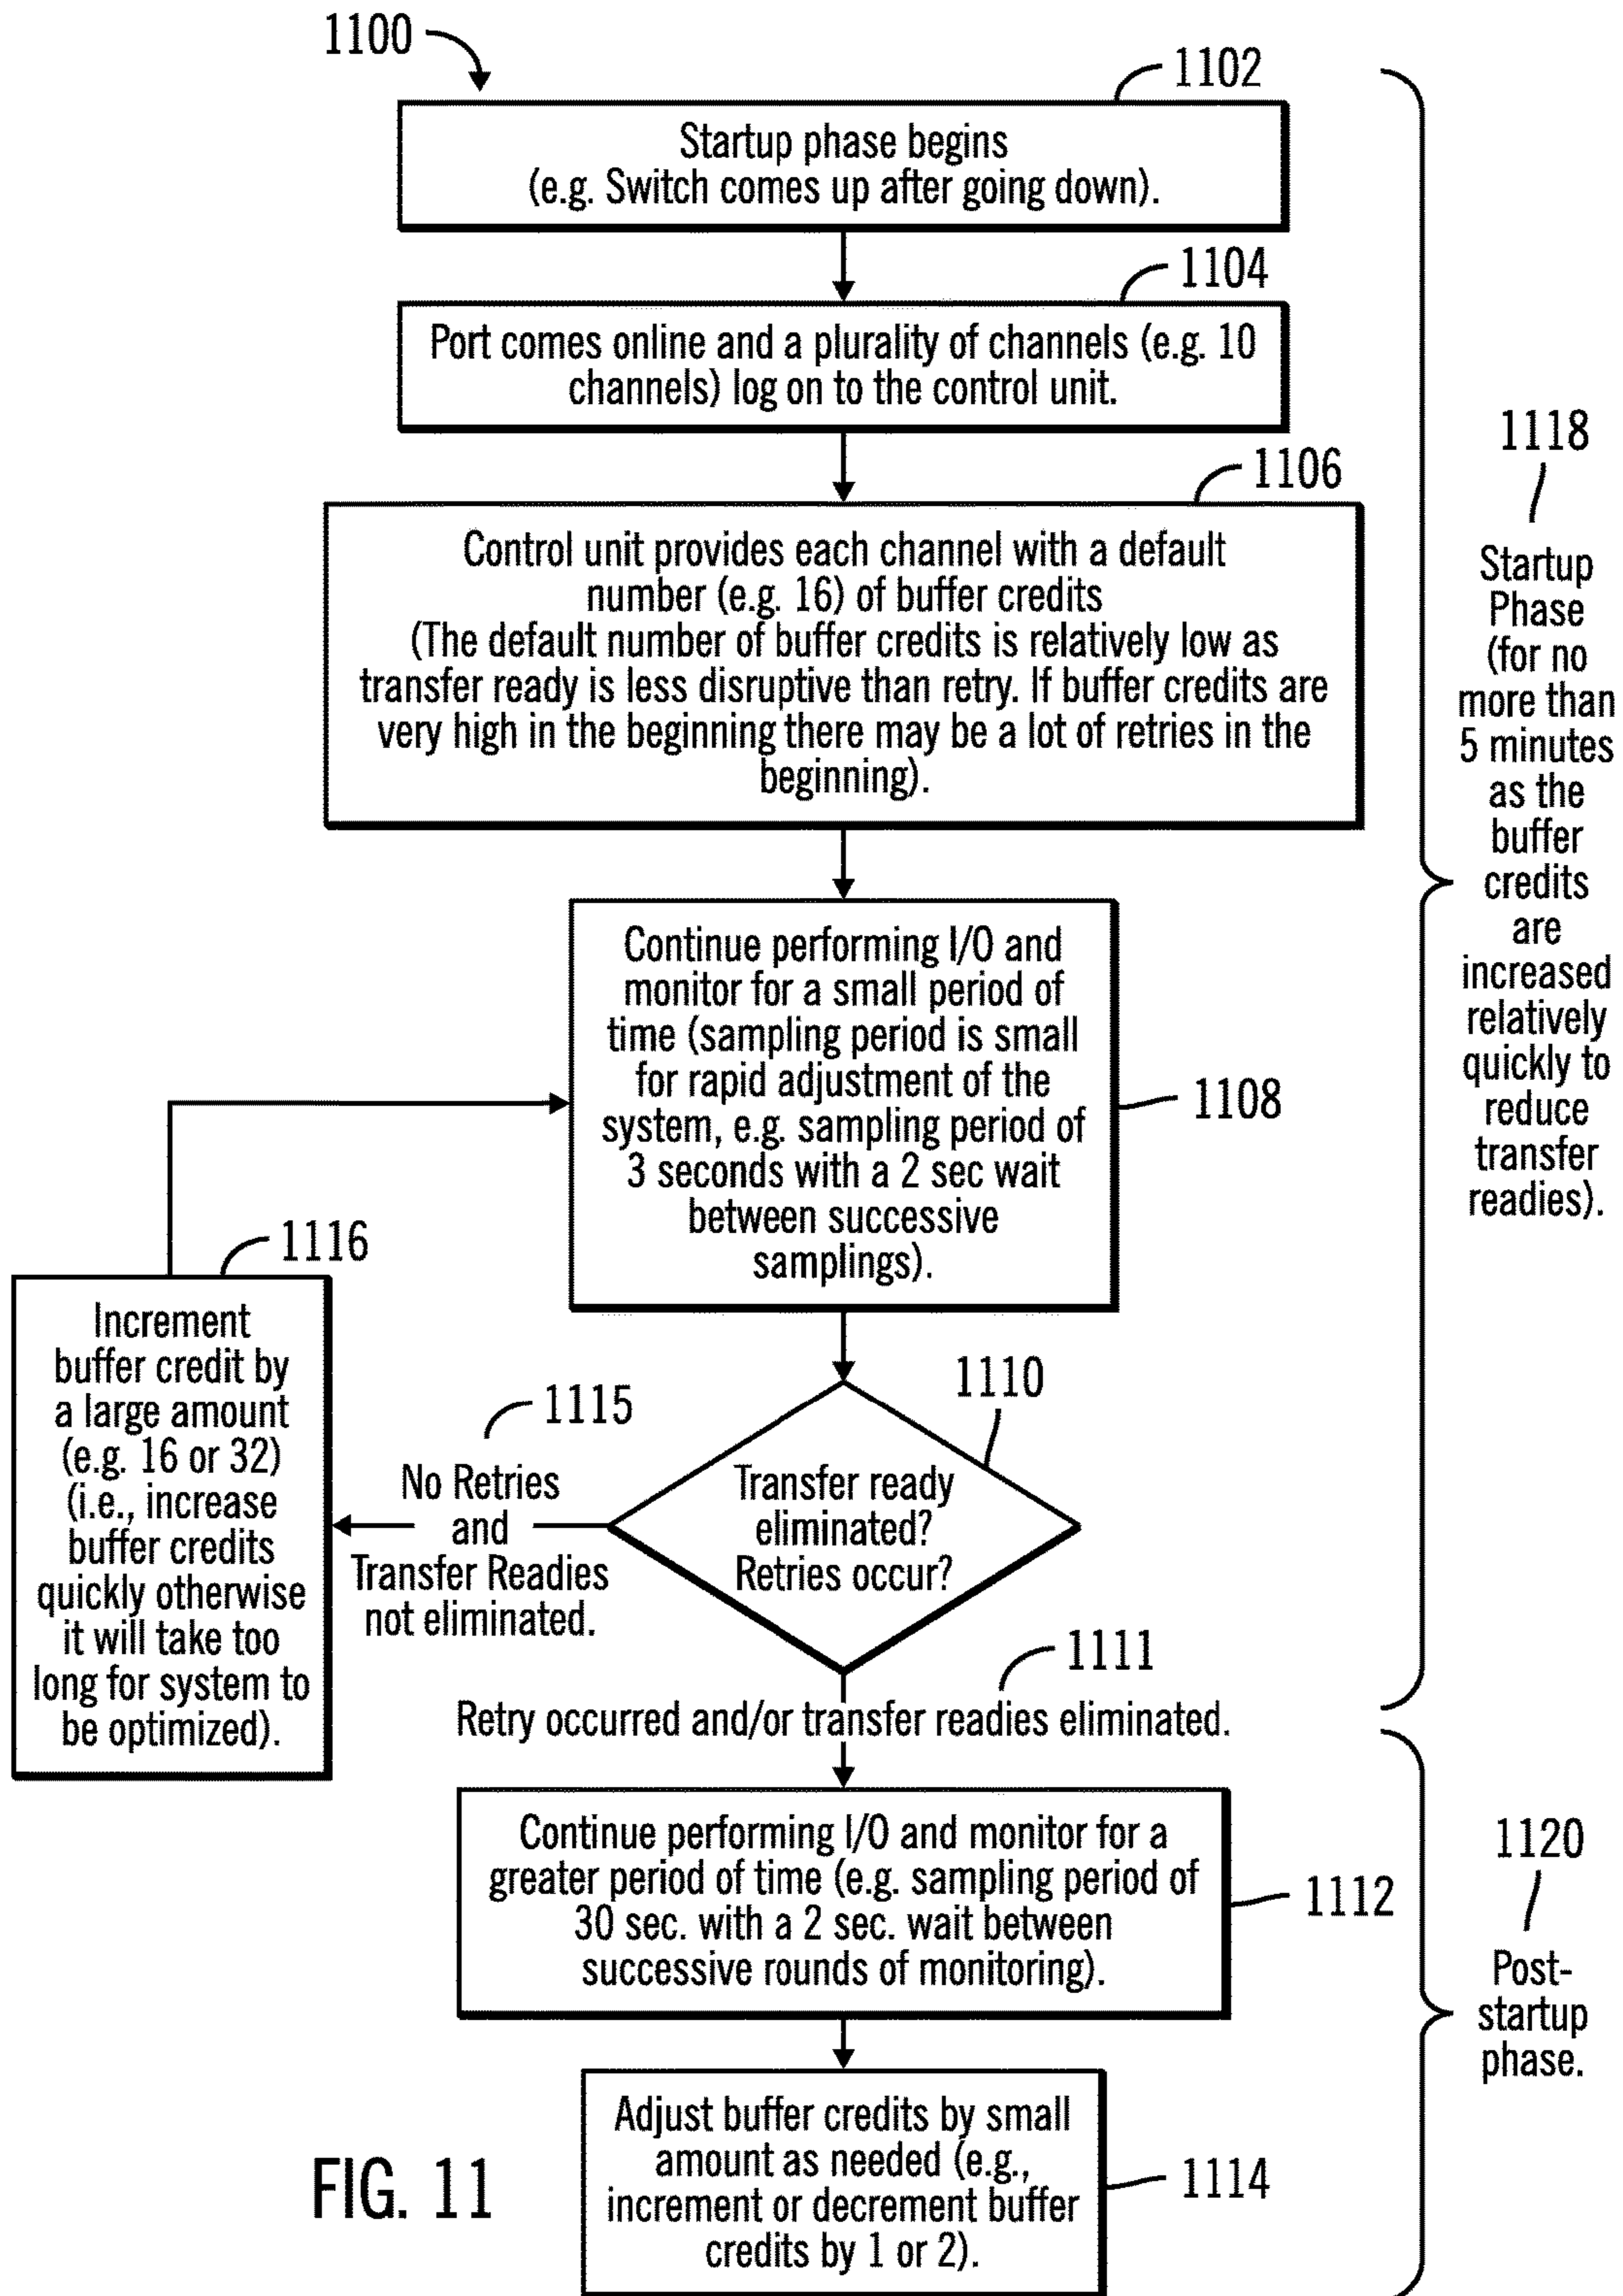 1100
1102
Startup phase begins
(e.g. Switch comes up after going down).
1104
Port comes online and a plurality of channels (e.g. 10
channels) log on to the control unit.
1106
Control unit provides each channel with a default
number (e.g. 16) of buffer credits
(The default number of buffer credits is relatively low as
transfer ready is less disruptive than retry. If buffer credits are
very high in the beginning there may be a lot of retries in the
beginning).
1118
Startup
Phase
(for no
more than
5 minutes
as the
buffer
credits
are
increased
relatively
quickly to
reduce
transfer
readies).
Continue performing I/O and
monitor for a small period of
time (sampling period is small
for rapid adjustment of the
system, e.g. sampling period of
3 seconds with a 2 sec wait
between successive
samplings).
1108
1116
Increment
buffer credit by
a large amount
(e.g. 16 or 32)
(i.e., increase
buffer credits
quickly otherwise
it will take too
long for system to
be optimized).
1115
No Retries
and
Transfer Readies
not eliminated.
1110
Transfer ready
eliminated?
Retries occur?
1111
Retry occurred and/or transfer readies eliminated.
Continue performing I/O and monitor for a
greater period of time (e.g. sampling period of
30 sec. with a 2 sec. wait between
successive rounds of monitoring).
1112
1120
Post-
startup
phase.
Adjust buffer credits by small
amount as needed (e.g.,
increment or decrement buffer
credits by 1 or 2).
1114
FIG. 11